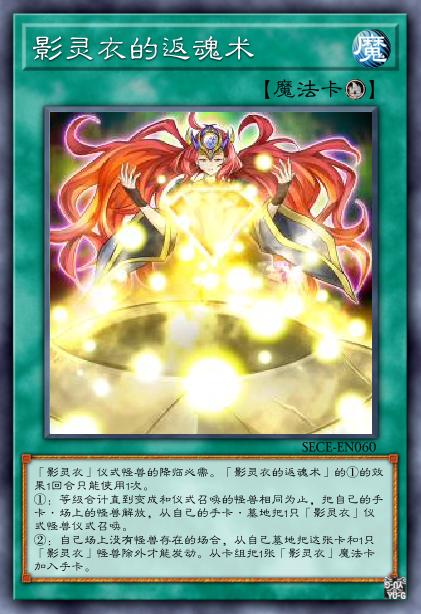 影灵衣的返魂术
魔
【魔法卡】
SECE-EN060
「影灵衣」仪式怪兽的降临必需。「影灵衣的返魂术」的①的效
果1回合只能使用1次。
①：等级合计直到变成和仪式召唤的怪兽相同为止，把自己的手
卡·场上的怪兽解放，从自己的手卡·墓地把1只「影灵衣」仪
式怪兽仪式召唤。
②：自己场上没有怪兽存在的场合，从自己墓地把这张卡和1只
「影灵衣」怪兽除外才能发动。从卡组把1张「影灵衣」魔法卡
加入手卡。